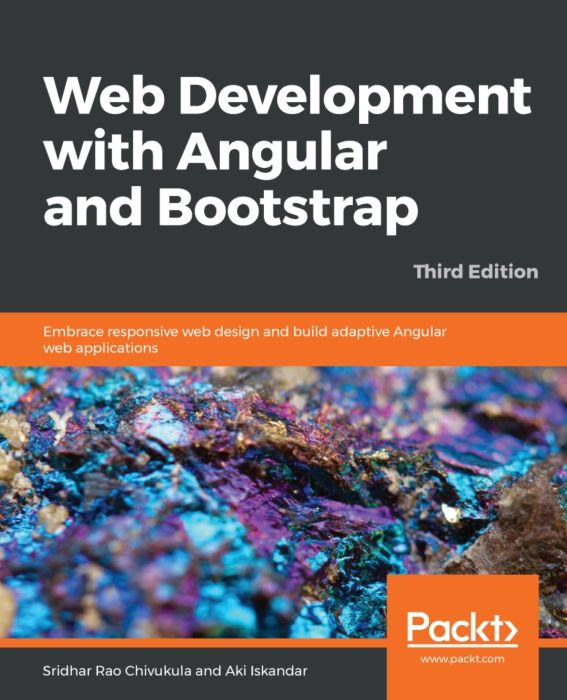 Web Development
with Angular
and Bootstrap
Third Edition
Embrace responsive web design and build adaptive Angular
web applications
Packt>
www.packt.com
Sridhar Rao Chivukula and Aki Iskandar